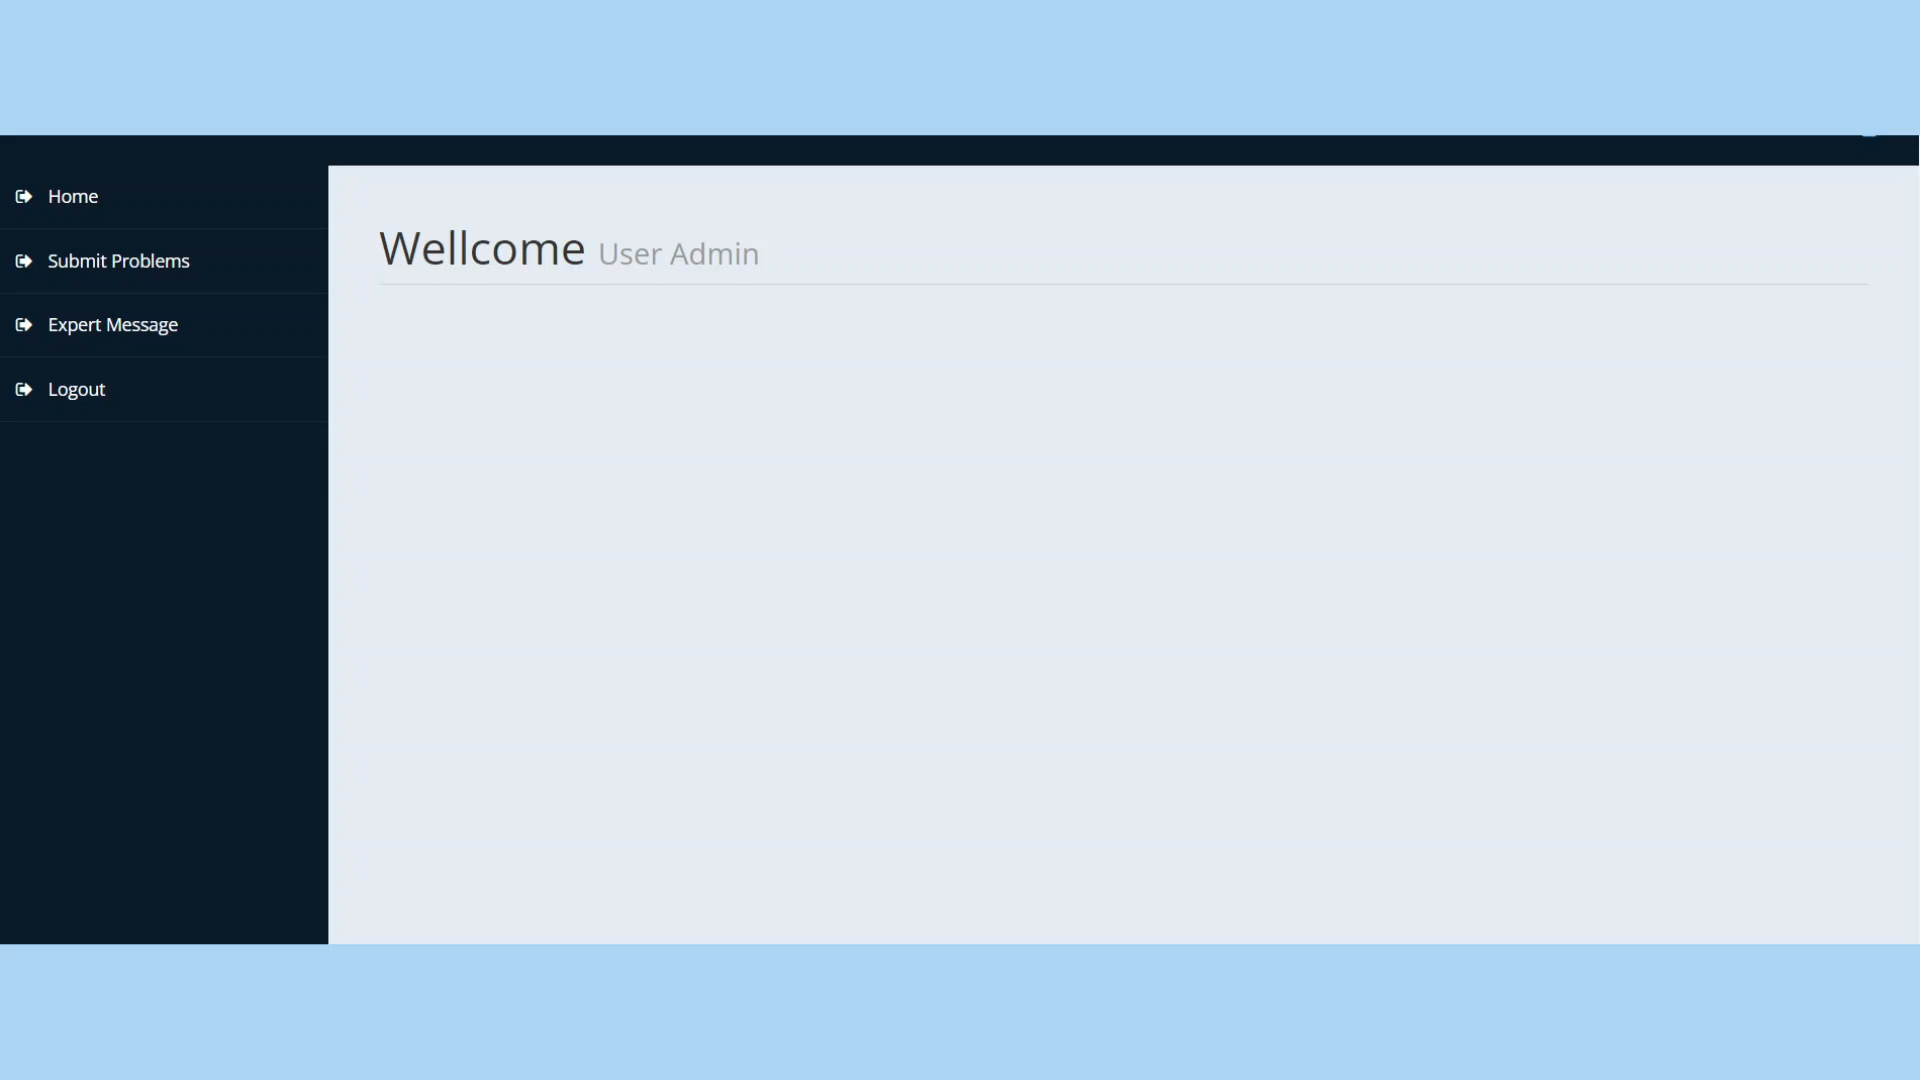 Home
Submit Problems
Expert Message
Logout
Wellcome User Admin